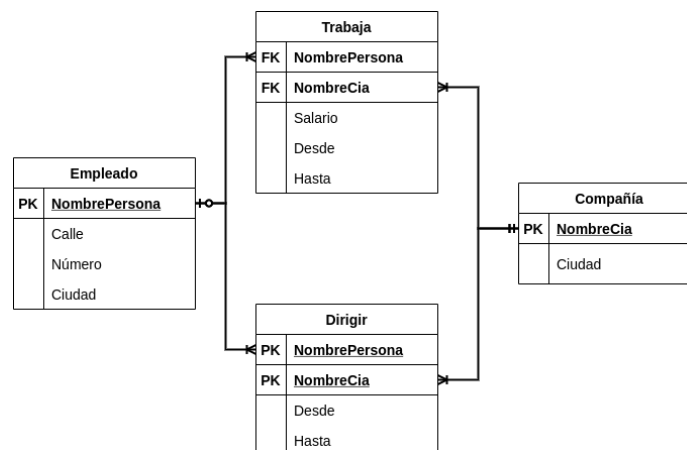 Trabaja
FK NombrePersona
FK NombreCia
Salario
Desde
Hasta
Empleado
PK NombrePersona
Calle
Número
Ciudad
Compañía
PK NombreCia
Ciudad
Dirigir
PK NombrePersona
PK NombreCia
Desde
Hasta